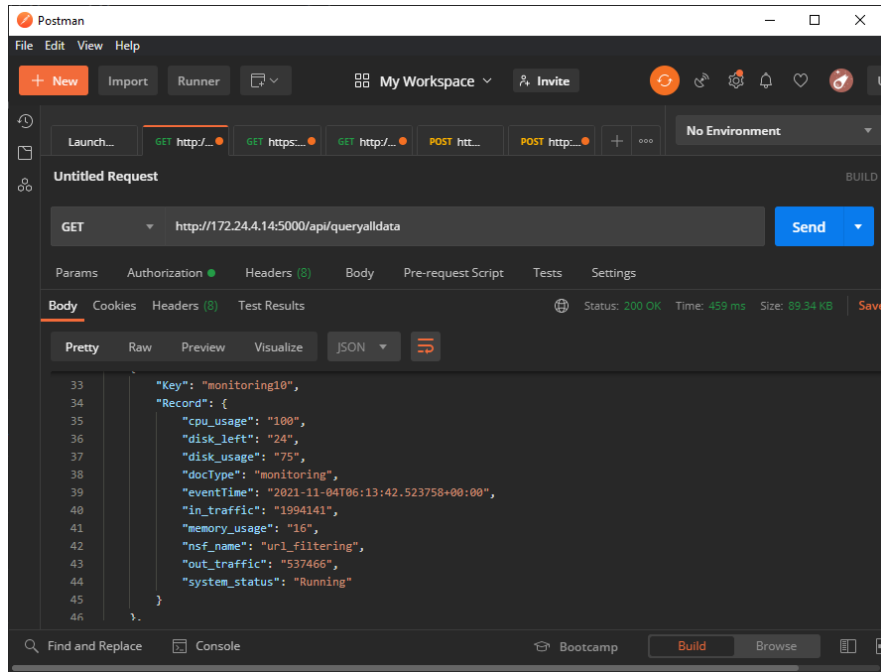 Postman
File Edit View Help
+ New Import Runner My Workspace Invite
Launch... GET http:/... GET https:... GET http:/... POST htt... POST http:... + ooo No Environment
Untitled Request BUILD
GET http://172.24.4.14:5000/api/queryalldata Send
Params Authorization Headers (8) Body Pre-request Script Tests Settings
Body Cookies Headers (8) Test Results Status: 200 OK Time: 459 ms Size: 89.34 KB Save
Pretty Raw Preview Visualize JSON
33 "Key": "monitoring10",
34 "Record": {
35 "cpu_usage": "100",
36 "disk_left": "24",
37 "disk_usage": "75",
38 "docType": "monitoring",
39 "eventTime": "2021-11-04T06:13:42.523758+00:00",
40 "in_traffic": "1994141",
41 "memory_usage": "16",
42 "nsf_name": "url_filtering",
43 "out_traffic": "537466",
44 "system_status": "Running"
45 }
46 },
Find and Replace Console Bootcamp Build Browse